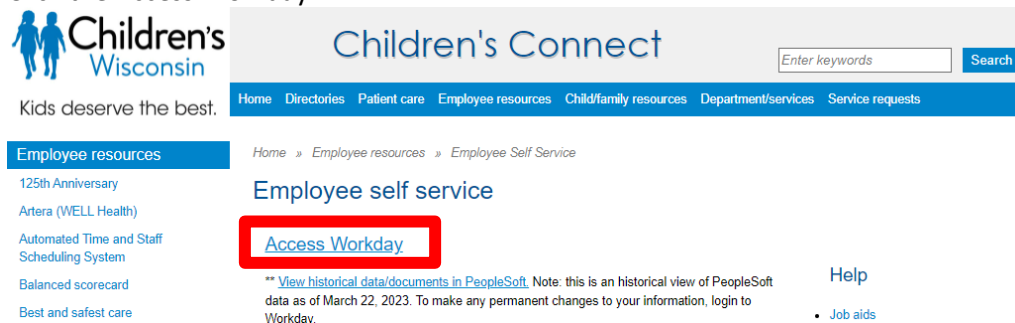 Children's
Wisconsin
Kids deserve the best.
Children's Connect
Enter keywords
Search
Home Directories Patient care Employee resources Child/family resources Department/services Service requests
Employee resources
125th Anniversary
Artera (WELL Health)
Automated Time and Staff
Scheduling System
Balanced scorecard
Best and safest care
Home » Employee resources » Employee Self Service
Employee self service
Access Workday
** View historical data/documents in PeopleSoft. Note: this is an historical view of PeopleSoft
data as of March 22, 2023. To make any permanent changes to your information, login to
Workday.
Help
• Job aids